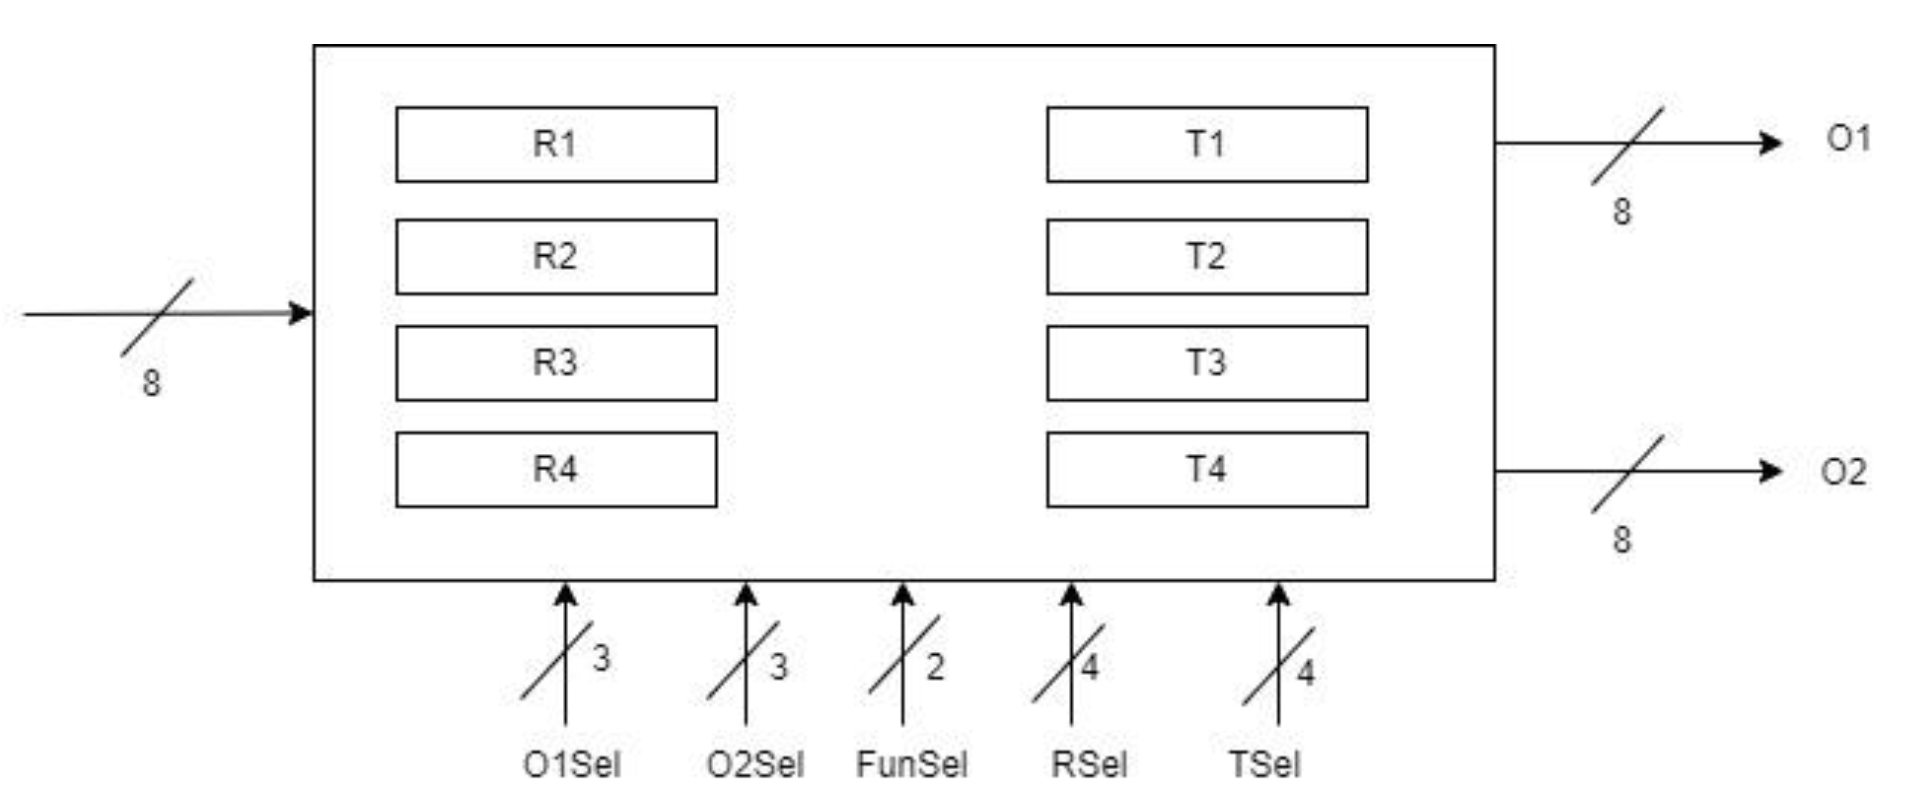 R1 T1 O1
8
R2 T2
8
R3 T3
R4 T4 O2
8
3 3 2 4 4
O1Sel O2Sel FunSel RSel TSel